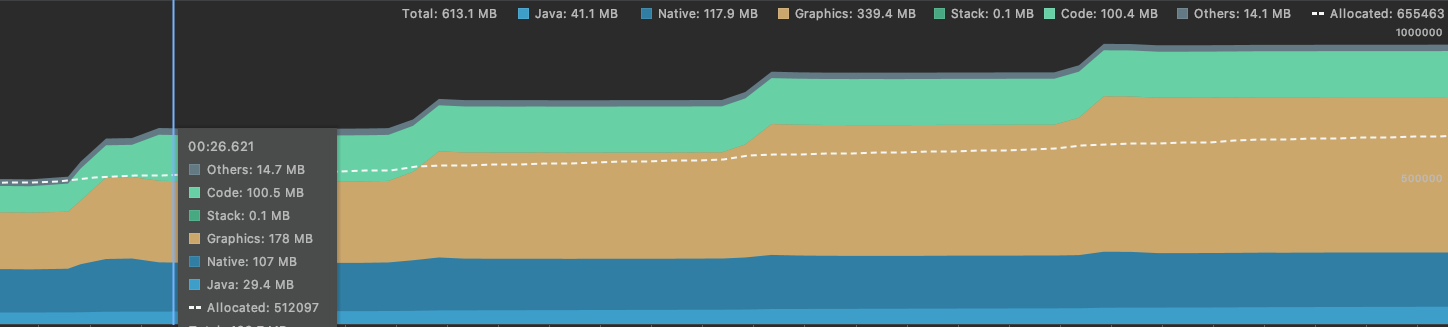 Total: 613.1 MB Java: 41.1 MB Native: 117.9 MB Graphics: 339.4 MB Stack: 0.1 MB Code: 100.4 MB Others: 14.1 MB Allocated: 655463
1000000
00:26.621
Others: 14.7 MB
Code: 100.5 MB
Stack: 0.1 MB
500000
Graphics: 178 MB
Native: 107 MB
Java: 29.4 MB
Allocated: 512097